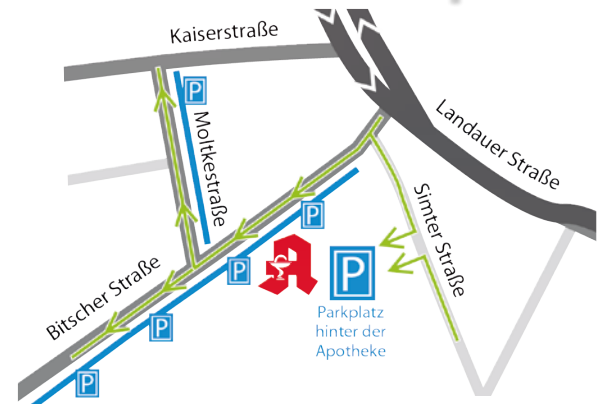 Kaiserstraße
P
Moltkestraße
Landauer Straße
Simter Straße
P
P
P
Bitscher Straße
Parkplatz
hinter der
Apotheke
P
P